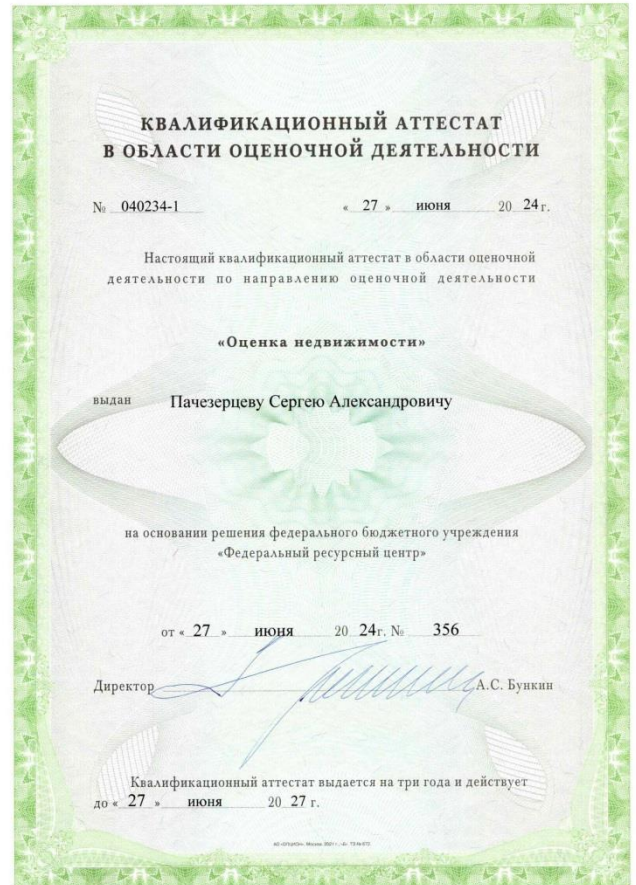 КВАЛИФИКАЦИОННЫЙ АТТЕСТАТ
В ОБЛАСТИ ОЦЕНОЧНОЙ ДЕЯТЕЛЬНОСТИ
№ 040234-1 « 27 » июня 20 24 г.
Настоящий квалификационный аттестат в области оценочной
деятельности по направлению оценочной деятельности
«Оценка недвижимости»
выдан Пачезерцеву Сергею Александровичу
на основании решения федерального бюджетного учреждения
«Федеральный ресурсный центр»
от « 27 » июня 20 24 г. № 356
Директор А.С. Бункин
Квалификационный аттестат выдается на три года и действует
до « 27 » июня 20 27 г.